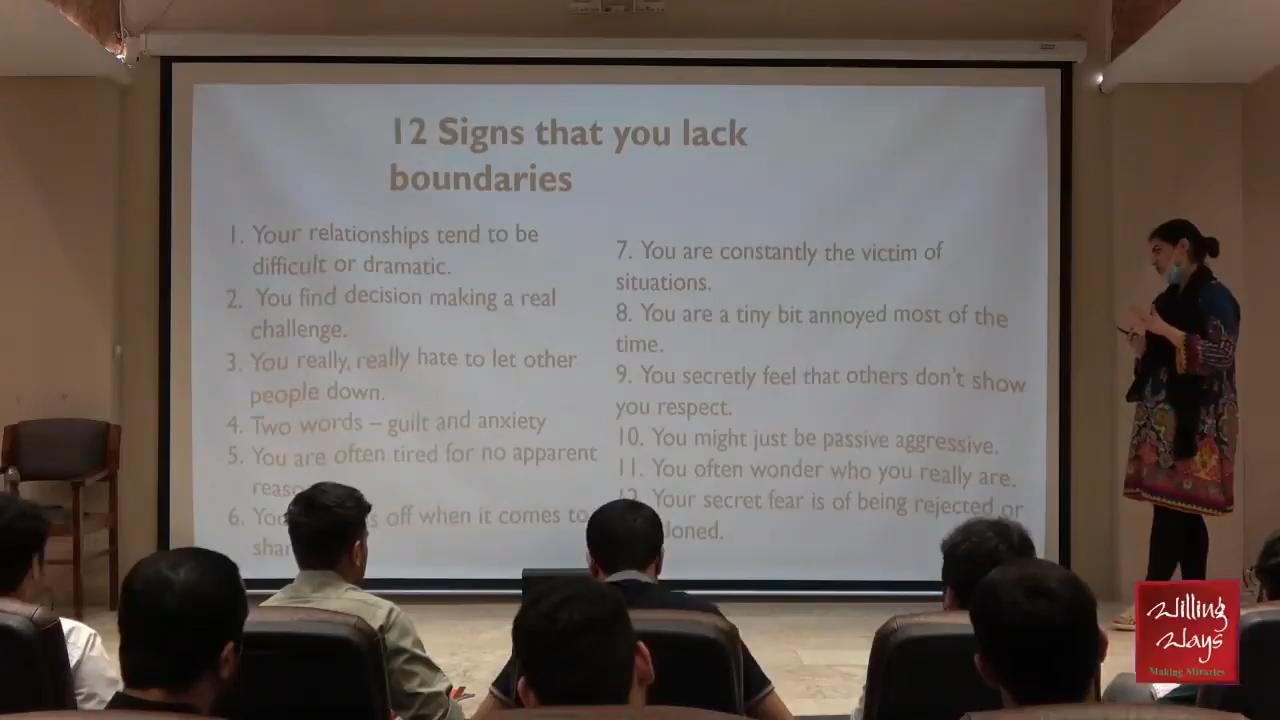 12 Signs that you lack
boundaries
1. Your relationships tend to be
difficult or dramatic.
2. You find decision making a real
challenge.
3. You really, really hate to let other
people down.
4. Two words – guilt and anxiety
5. You are often tired for no apparent
6. off when it comes to
7. You are constantly the victim of
situations.
8. You are a tiny bit annoyed most of the
time.
9. You secretly feel that others don't show
you respect.
10. You might just be passive aggressive.
11. You often wonder who you really are.
12. Your secret fear is of being rejected or
Willing
Ways
Making Miracles